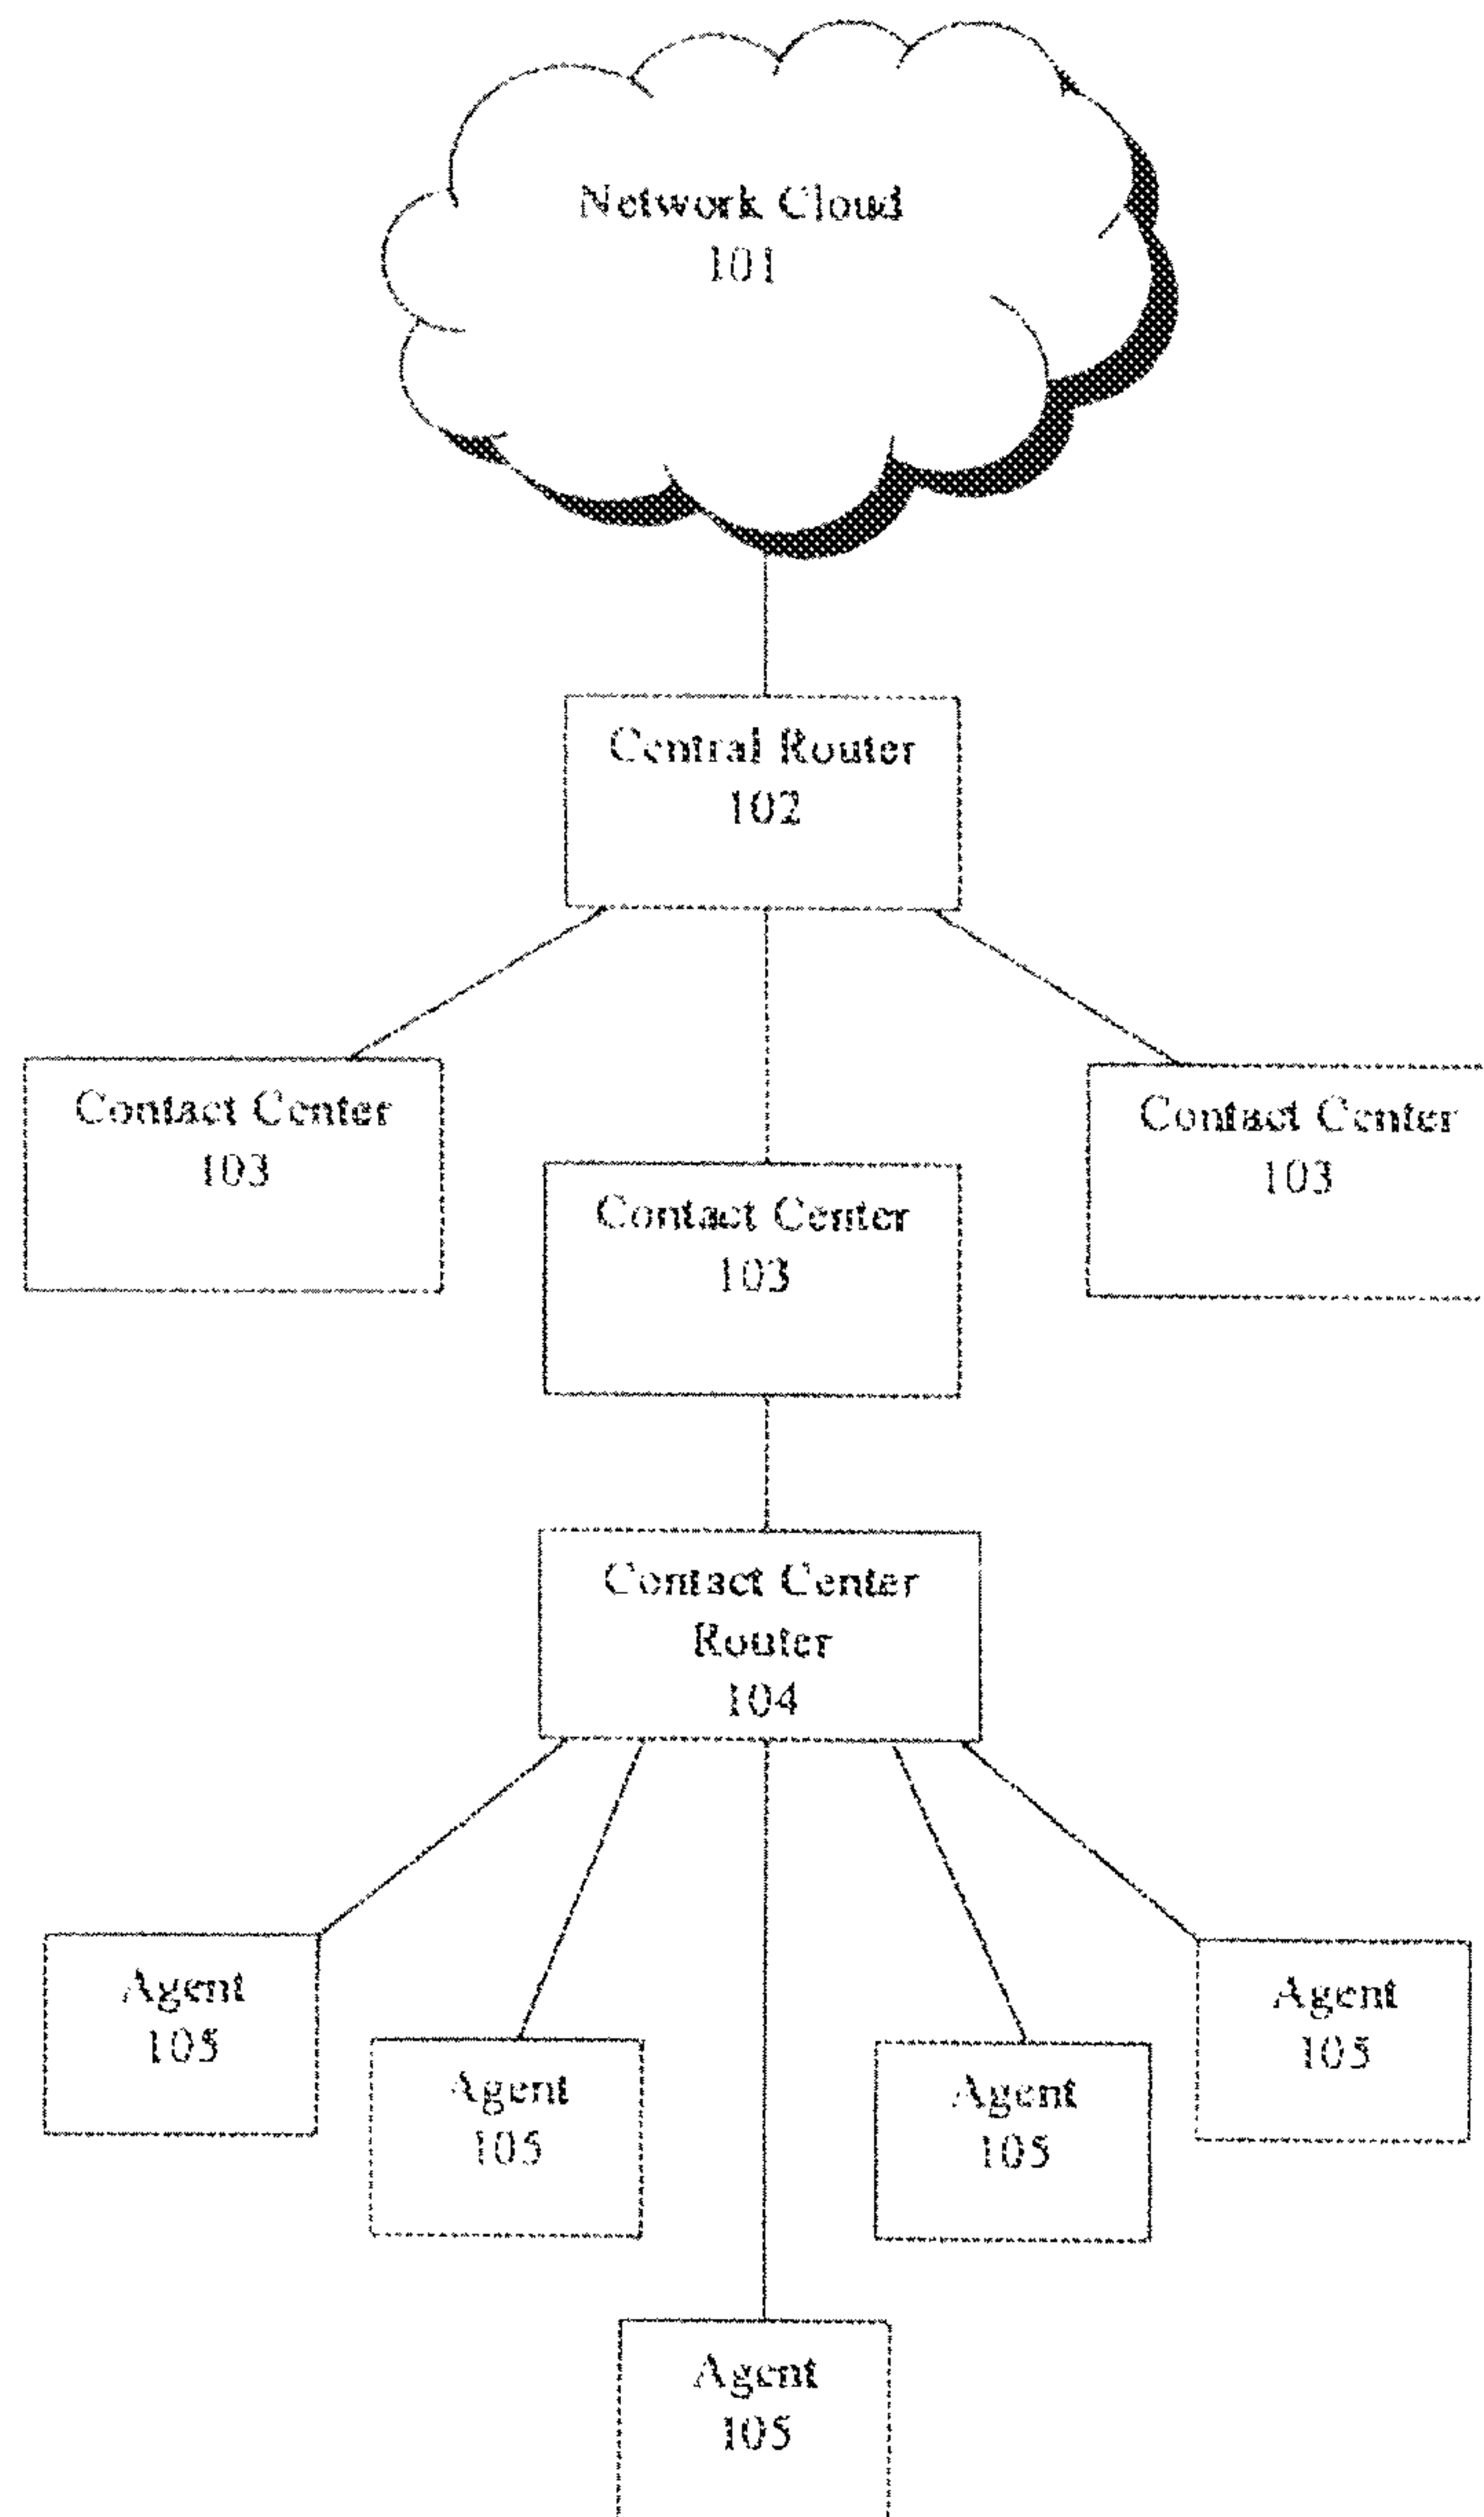 Network Cloud
101
Central Router
102
Contact Center
103
Contact Center
103
Contact Center
103
Contact Center
Router
104
Agent
105
Agent
105
Agent
105
Agent
105
Agent
105